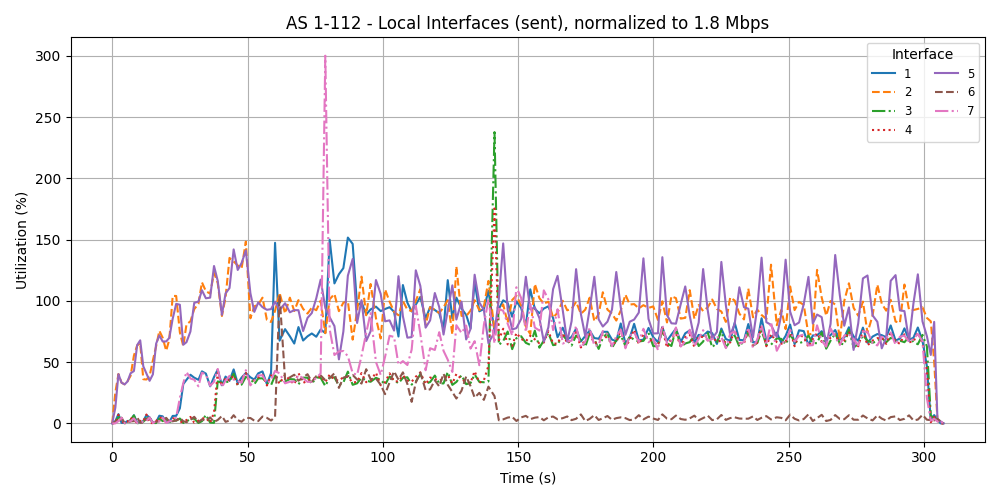 AS 1-112 - Local Interfaces (sent), normalized to 1.8 Mbps
Utilization (%)
300
250
200
150
100
50
0
0 50 100 150 200 250 300
Time (s)
Interface
1 5
2 6
3 7
4